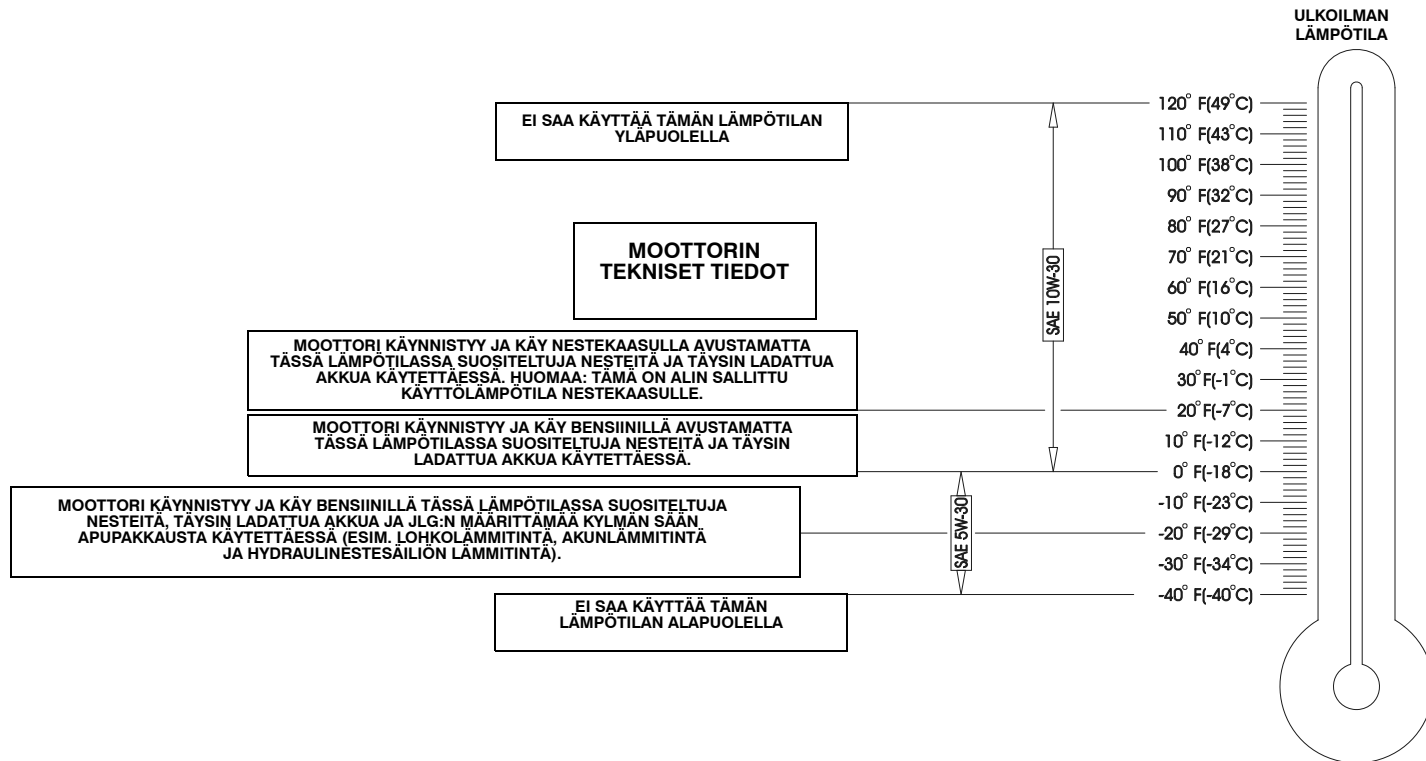 ULKOILMAN
LÄMPÖTILA
EI SAA KÄYTTÄÄ TÄMÄN LÄMPÖTILAN
YLÄPUOLELLA
MOOTTORIN
TEKNISET TIEDOT
MOOTTORI KÄYNNISTYY JA KÄY NESTEKAASULLA AVUSTAMATTA
TÄSSÄ LÄMPÖTILASSA SUOSITELTUJA NESTEITÄ JA TÄYSIN LADATTUA
AKKUA KÄYTETTÄESSÄ. HUOMAA: TÄMÄ ON ALIN SALLITTU
KÄYTTÖLÄMPÖTILA NESTEKAASULLE.
MOOTTORI KÄYNNISTYY JA KÄY BENSIINILLÄ AVUSTAMATTA
TÄSSÄ LÄMPÖTILASSA SUOSITELTUJA NESTEITÄ JA TÄYSIN
LADATTUA AKKUA KÄYTETTÄESSÄ.
MOOTTORI KÄYNNISTYY JA KÄY BENSIINILLÄ TÄSSÄ LÄMPÖTILASSA SUOSITELTUJA
NESTEITÄ, TÄYSIN LADATTUA AKKUA JA JLG:N MÄÄRITTÄMÄÄ KYLMÄN SÄÄN
APUPAKKAUSTA KÄYTETTÄESSÄ (ESIM. LOHKOLÄMMITINTÄ, AKUNLÄMMITINTÄ
JA HYDRAULINESTESÄILIÖN LÄMMITINTÄ).
EI SAA KÄYTTÄÄ TÄMÄN
LÄMPÖTILAN ALAPUOLELLA
SAE 10W-30
SAE 5W-30
120° F(49°C)
110° F(43°C)
100° F(38°C)
90° F(32°C)
80° F(27°C)
70° F(21°C)
60° F(16°C)
50° F(10°C)
40° F(4°C)
30°F(-1°C)
20°F(-7°C)
10° F(-12°C)
0° F(-18°C)
-10° F(-23°C)
-20° F(-29°C)
-30° F(-34°C)
-40° F(-40°C)